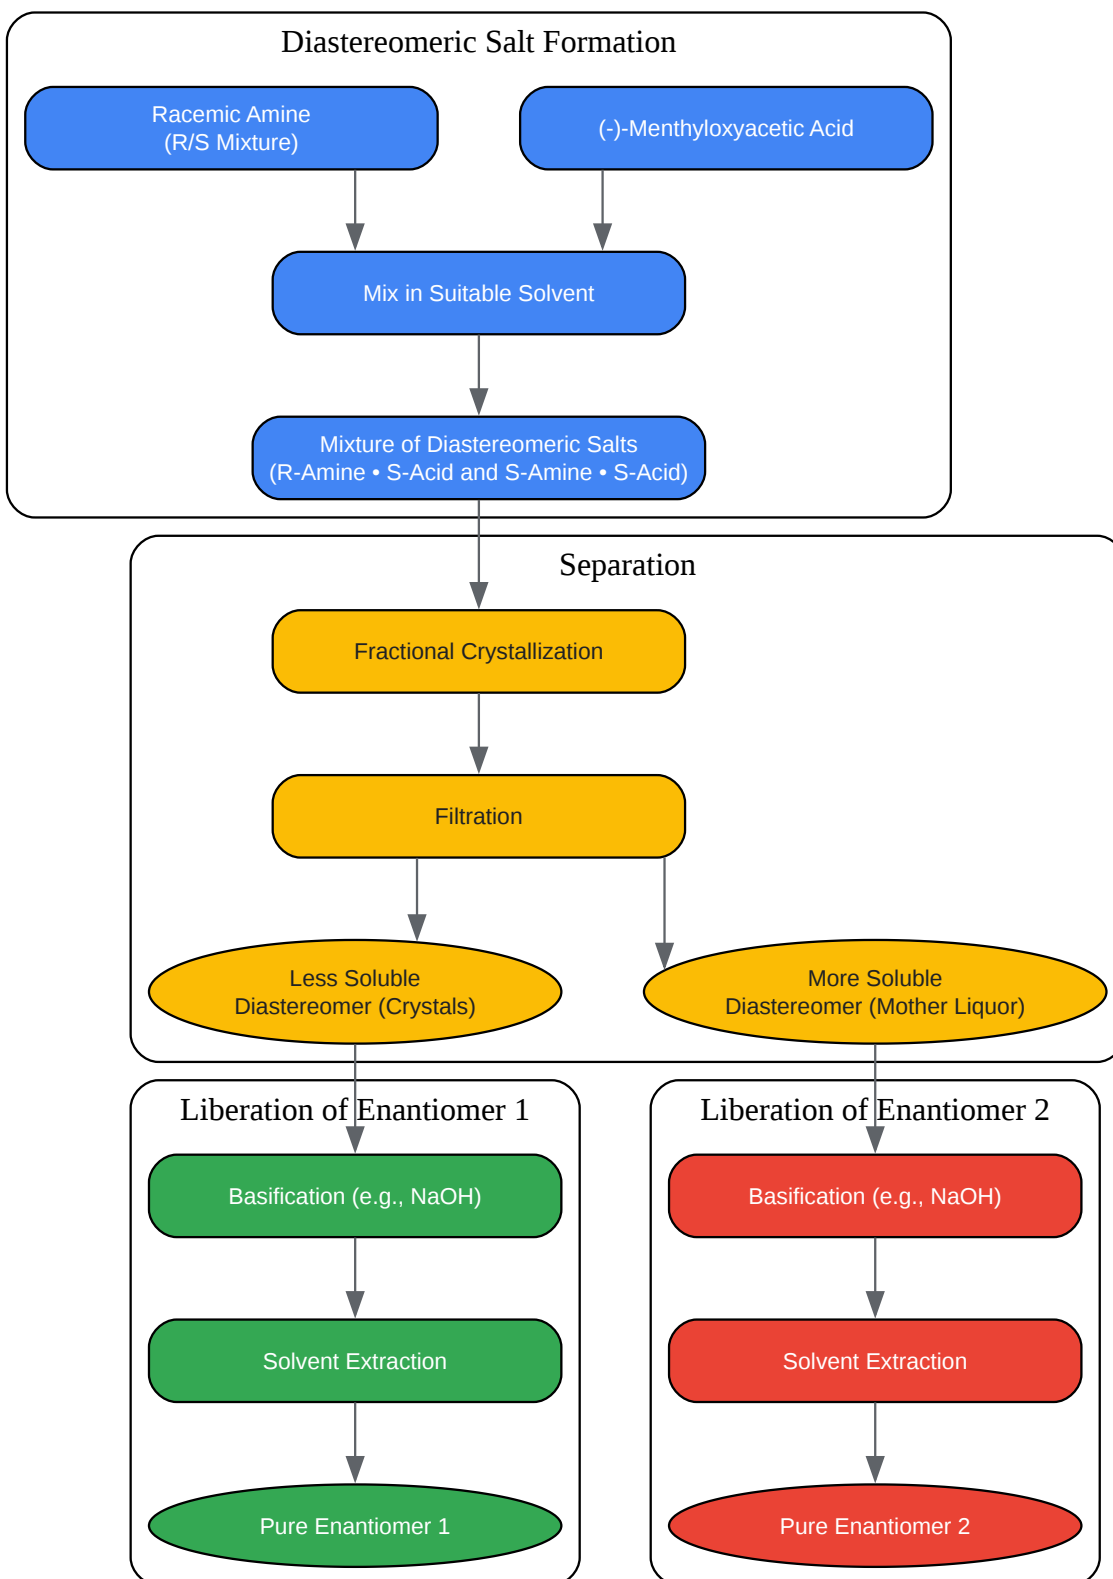 Diastereomeric Salt Formation
Racemic Amine
(R/S Mixture)
(-)-Menthyloxyacetic Acid
Mix in Suitable Solvent
Mixture of Diastereomeric Salts
(R-Amine • S-Acid and S-Amine • S-Acid)
Separation
Fractional Crystallization
Filtration
Less Soluble
Diastereomer (Crystals)
More Soluble
Diastereomer (Mother Liquor)
Liberation of Enantiomer 1
Basification (e.g., NaOH)
Solvent Extraction
Pure Enantiomer 1
Liberation of Enantiomer 2
Basification (e.g., NaOH)
Solvent Extraction
Pure Enantiomer 2